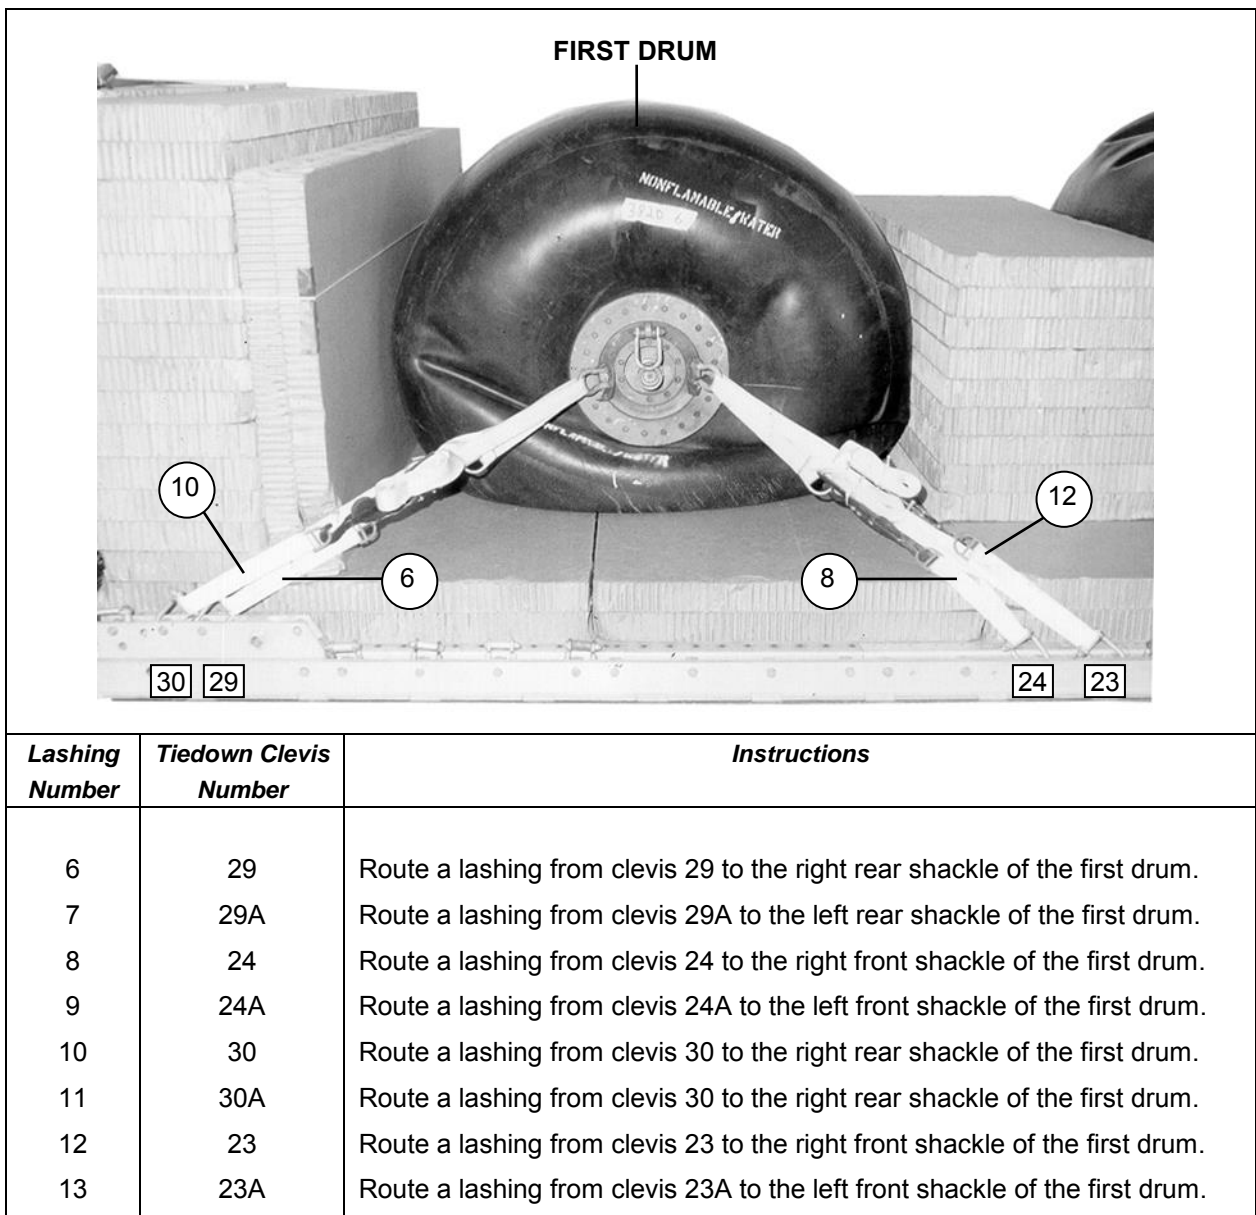 FIRST DRUM
NONFLAMABLE/WATER
3820 6
10
6
12
8
30 29 24 23
Lashing Number Tiedown Clevis Number Instructions
6 29 Route a lashing from clevis 29 to the right rear shackle of the first drum.
7 29A Route a lashing from clevis 29A to the left rear shackle of the first drum.
8 24 Route a lashing from clevis 24 to the right front shackle of the first drum.
9 24A Route a lashing from clevis 24A to the left front shackle of the first drum.
10 30 Route a lashing from clevis 30 to the right rear shackle of the first drum.
11 30A Route a lashing from clevis 30 to the right rear shackle of the first drum.
12 23 Route a lashing from clevis 23 to the right front shackle of the first drum.
13 23A Route a lashing from clevis 23A to the left front shackle of the first drum.